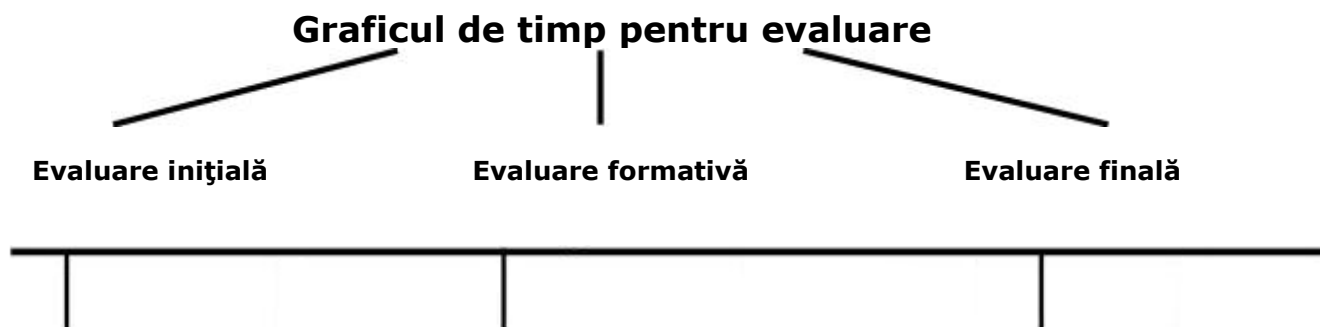 Graficul de timp pentru evaluare
Evaluare iniţială
Evaluare formativă
Evaluare finală